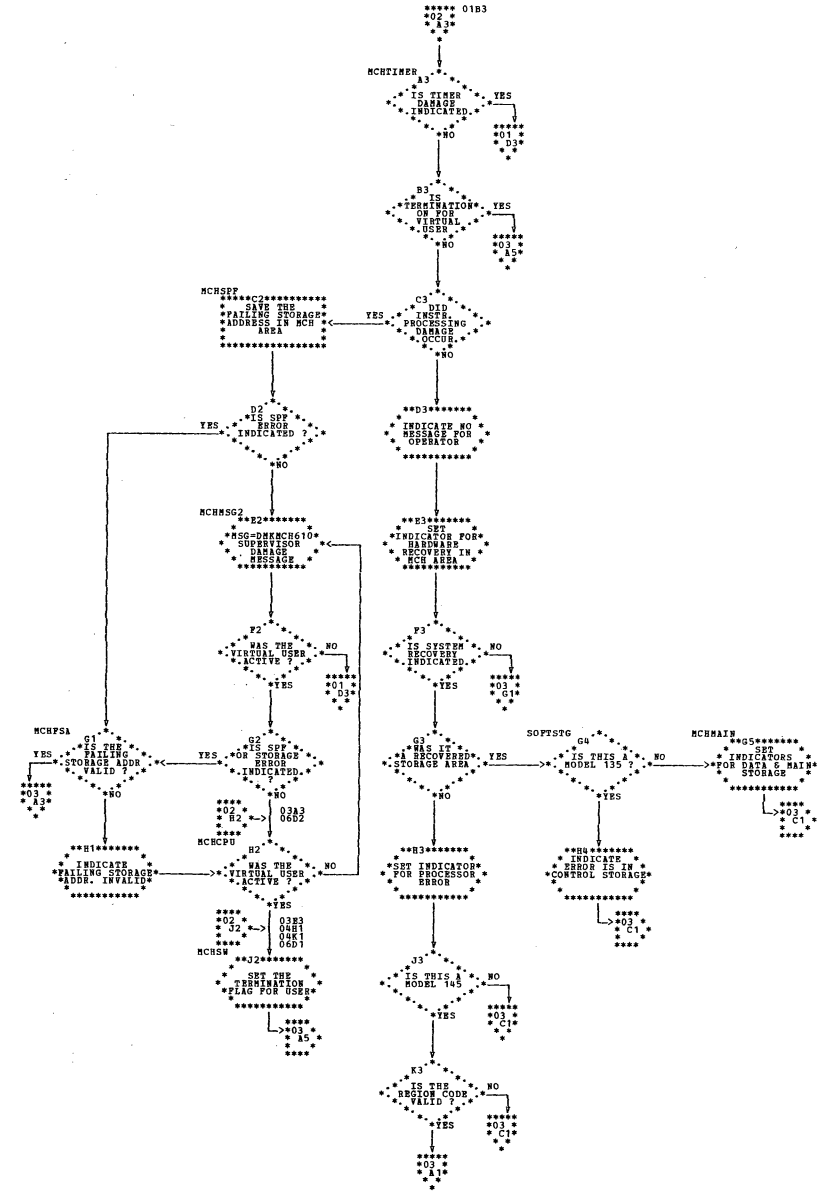 01B3
02
A3
MCHTIMER
A3
IS TIMER
DAMAGE
INDICATED.
YES
01
D3
NO
B3
IS
TERMINATION
ON FOR
VIRTUAL
USER
YES
03
A5
NO
MCHSPF
C2
SAVE THE
FAILING STORAGE
ADDRESS IN MCH
AREA
C3
DID
INSTR.
PROCESSING
DAMAGE
OCCUR.
YES
NO
D2
IS SPF
ERROR
INDICATED ?
YES
NO
D3
INDICATE NO
MESSAGE FOR
OPERATOR
MCHMSG2
E2
MSG=DMKMCH610
SUPERVISOR
DAMAGE
MESSAGE
E3
SET
INDICATOR FOR
HARDWARE
RECOVERY IN
MCH AREA
F2
WAS THE
VIRTUAL USER
ACTIVE ?
NO
01
D3
YES
F3
IS SYSTEM
RECOVERY
INDICATED.
NO
03
G1
YES
MCHFSA
G1
IS THE
FAILING
STORAGE ADDR
VALID ?
YES
03
A3
NO
G2
IS SPF
OR STORAGE
ERROR
INDICATED.
?
YES
NO
G3
WAS IT
A RECOVERED
STORAGE AREA
YES
NO
SOFTSTG
G4
IS THIS A
MODEL 135 ?
NO
YES
MCHMAIN
G5
SET
INDICATORS
FOR DATA & MAIN
STORAGE
03
C1
02
H2
03A3
06D2
H1
INDICATE
FAILING STORAGE
ADDR. INVALID
MCHCPU
H2
WAS THE
VIRTUAL USER
ACTIVE ?
NO
YES
H3
SET INDICATOR
FOR PROCESSOR
ERROR
H4
INDICATE
ERROR IS IN
CONTROL STORAGE
03
C1
02
J2
03B3
04H1
04K1
06D1
MCHSW
J2
SET THE
TERMINATION
FLAG FOR USER
03
A5
J3
IS THIS A
MODEL 145
NO
03
C1
YES
K3
IS THE
REGION CODE
VALID ?
NO
03
C1
YES
03
A1